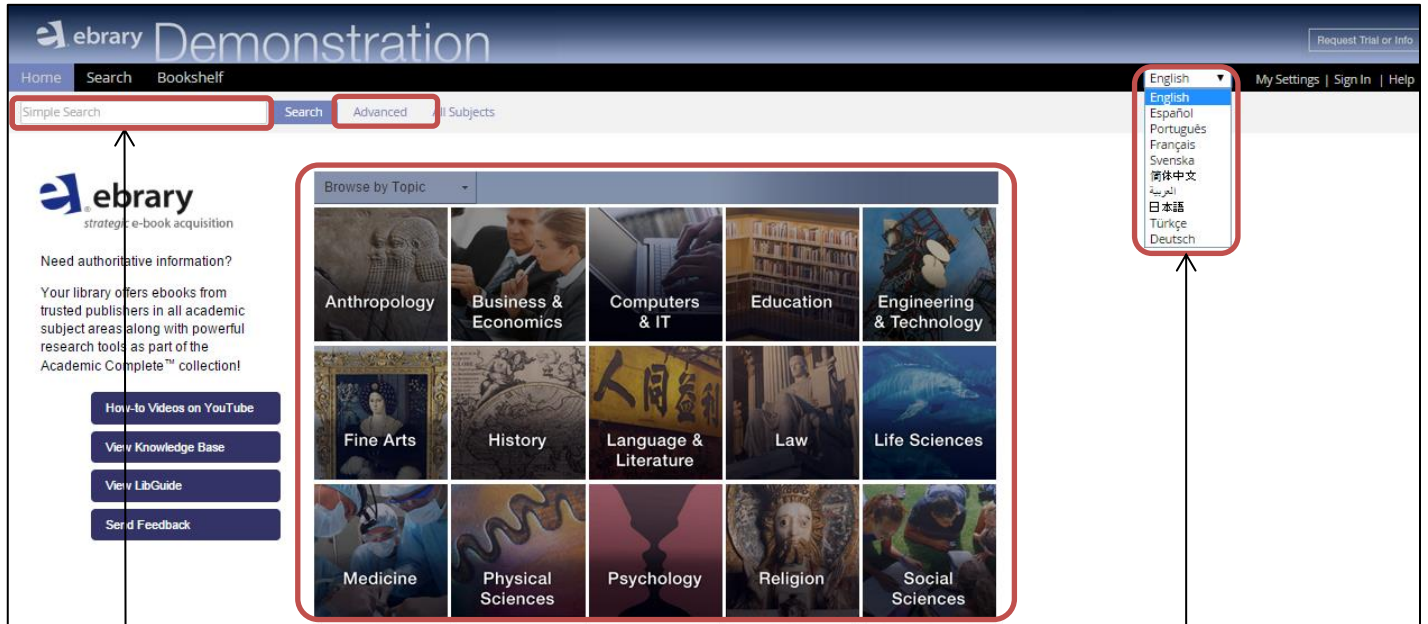 ebrary Demonstration
Request Trial or Info
Home Search Bookshelf
English
My Settings | Sign In | Help
Simple Search
Search
Advanced
All Subjects
English
Español
Português
Français
Svenska
简体中文
العربية
日本語
Türkçe
Deutsch
ebrary
strategic e-book acquisition
Need authoritative information?
Your library offers ebooks from
trusted publishers in all academic
subject areas along with powerful
research tools as part of the
Academic Complete™ collection!
How-to Videos on YouTube
View Knowledge Base
View LibGuide
Send Feedback
Browse by Topic
Anthropology
Business &
Economics
Computers
& IT
Education
Engineering
& Technology
Fine Arts
History
人同益利
Language &
Literature
Law
Life Sciences
Medicine
Physical
Sciences
Psychology
Religion
Social
Sciences